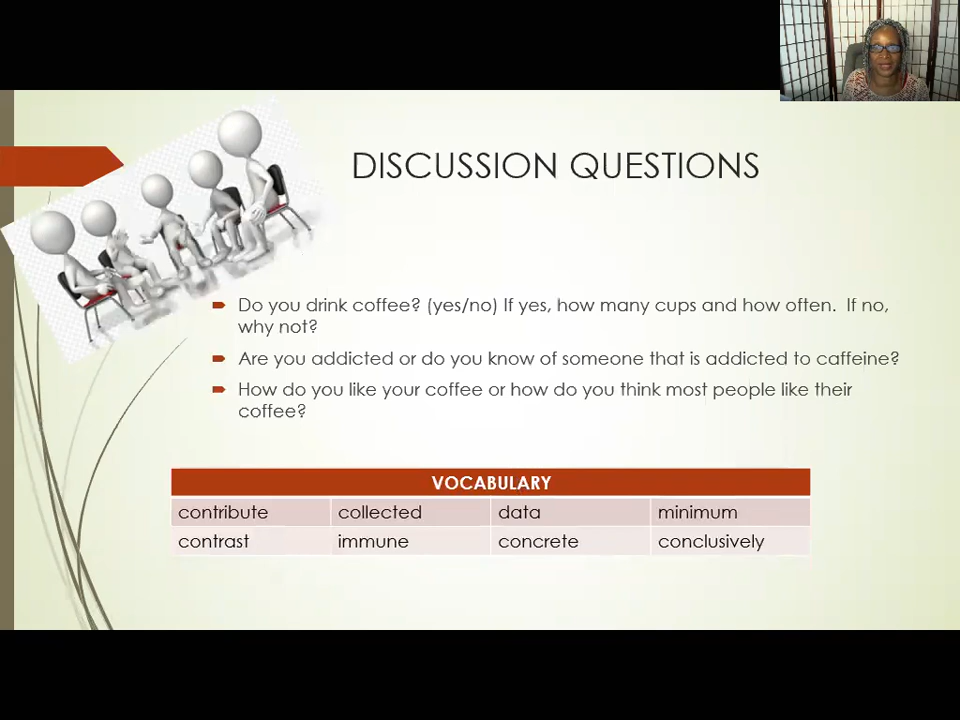 DISCUSSION QUESTIONS
Do you drink coffee? (yes/no) If yes, how many cups and how often.  If no,
why not?
Are you addicted or do you know of someone that is addicted to caffeine?
How do you like your coffee or how do you think most people like their
coffee?
VOCABULARY
contribute collected data minimum
contrast immune concrete conclusively